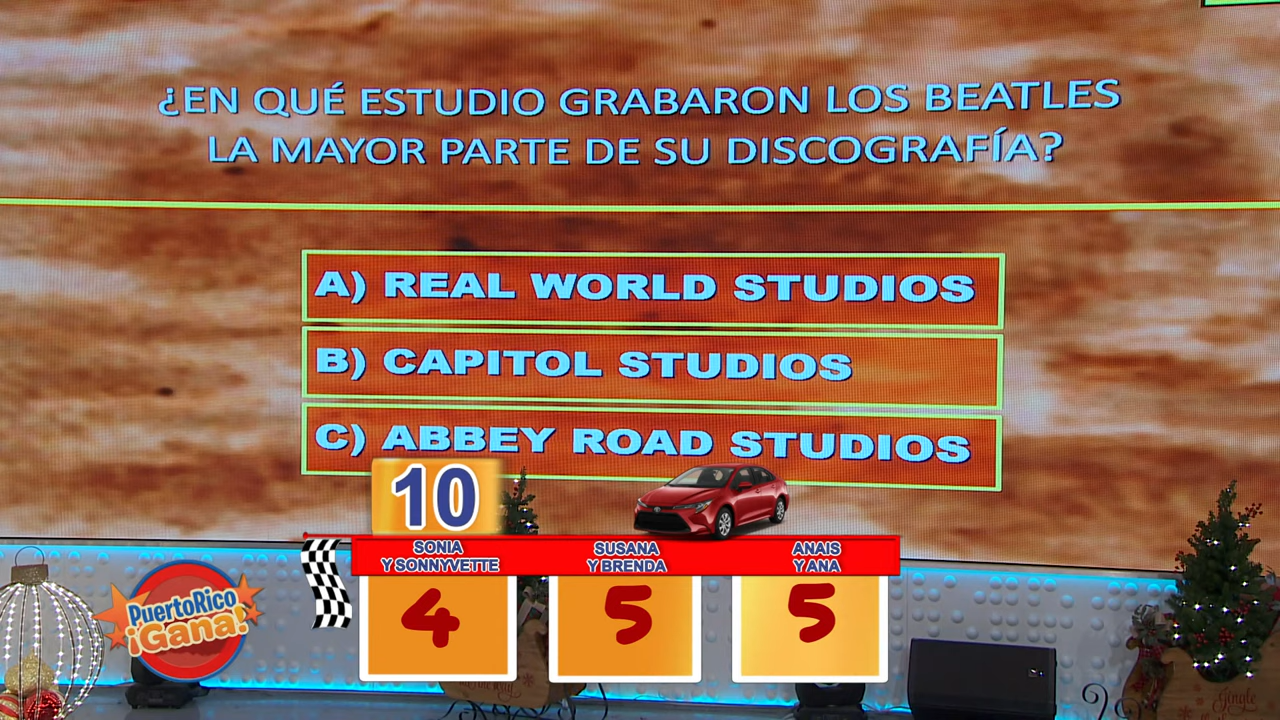 ¿EN QUÉ ESTUDIO GRABARON LOS BEATLES
LA MAYOR PARTE DE SU DISCOGRAFÍA?
A) REAL WORLD STUDIOS
B) CAPITOL STUDIOS
C) ABBEY ROAD STUDIOS
10
SONIA
Y SONNYVETTE
SUSANA
Y BRENDA
ANAIS
Y ANA
4
5
5
PuertoRico
¡Gana!
Jingle